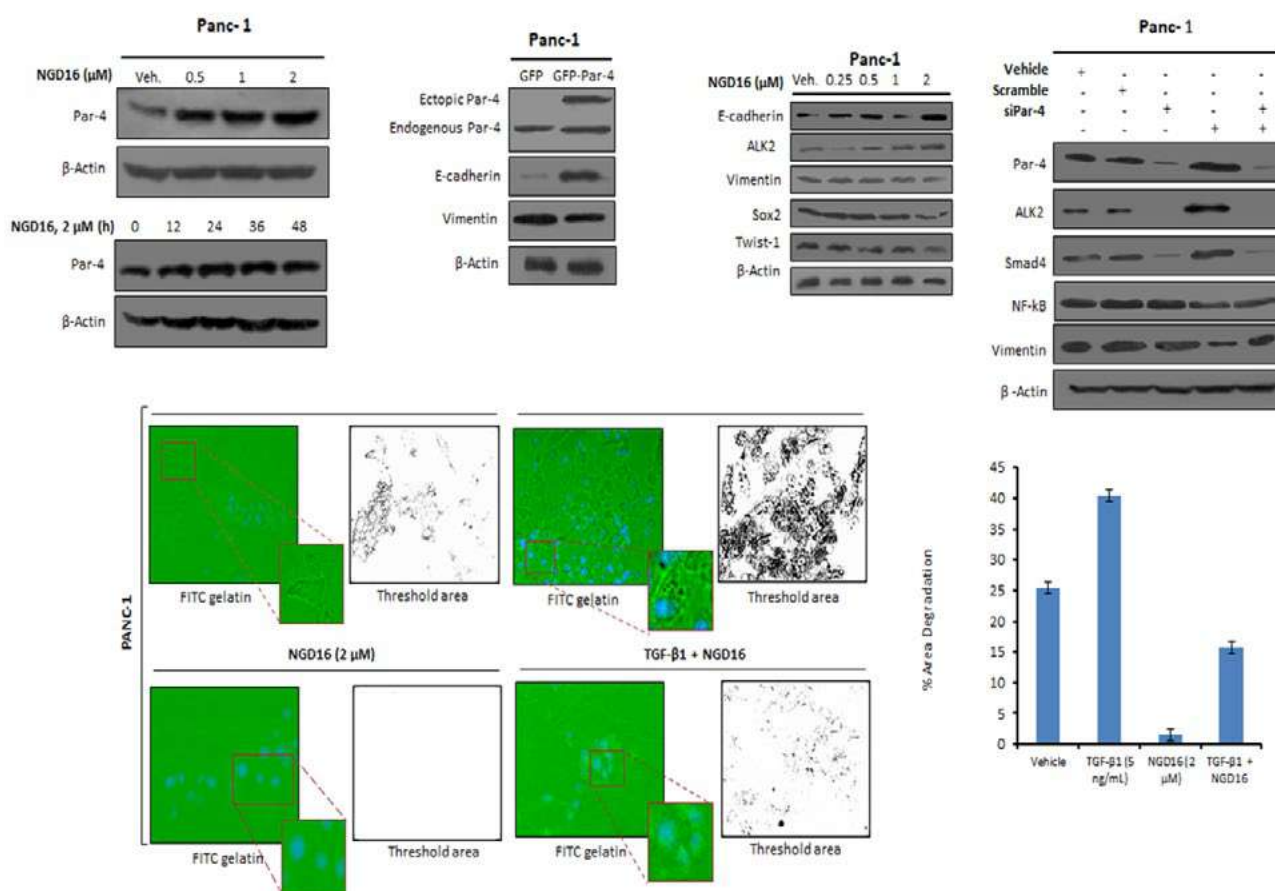 Panc- 1
NGD16 (μM) Veh. 0.5 1 2
Par-4
β-Actin
NGD16, 2 μM (h) 0 12 24 36 48
Par-4
β-Actin
Panc-1
GFP GFP-Par-4
Ectopic Par-4
Endogenous Par-4
E-cadherin
Vimentin
β-Actin
Panc-1
NGD16 (μM) Veh. 0.25 0.5 1 2
E-cadherin
ALK2
Vimentin
Sox2
Twist-1
β-Actin
Panc- 1
Vehicle + - - - -
Scramble - + - - -
siPar-4 - - + - +
- - - + +
Par-4
ALK2
Smad4
NF-kB
Vimentin
β -Actin
PANC-1
FITC gelatin Threshold area FITC gelatin Threshold area
NGD16 (2 μM) TGF-β1 + NGD16
FITC gelatin Threshold area FITC gelatin Threshold area
% Area Degradation
45
40
35
30
25
20
15
10
5
0
Vehicle TGF-β1 (5 NGD16 (2 TGF-β1 +
ng/mL) μM) NGD16